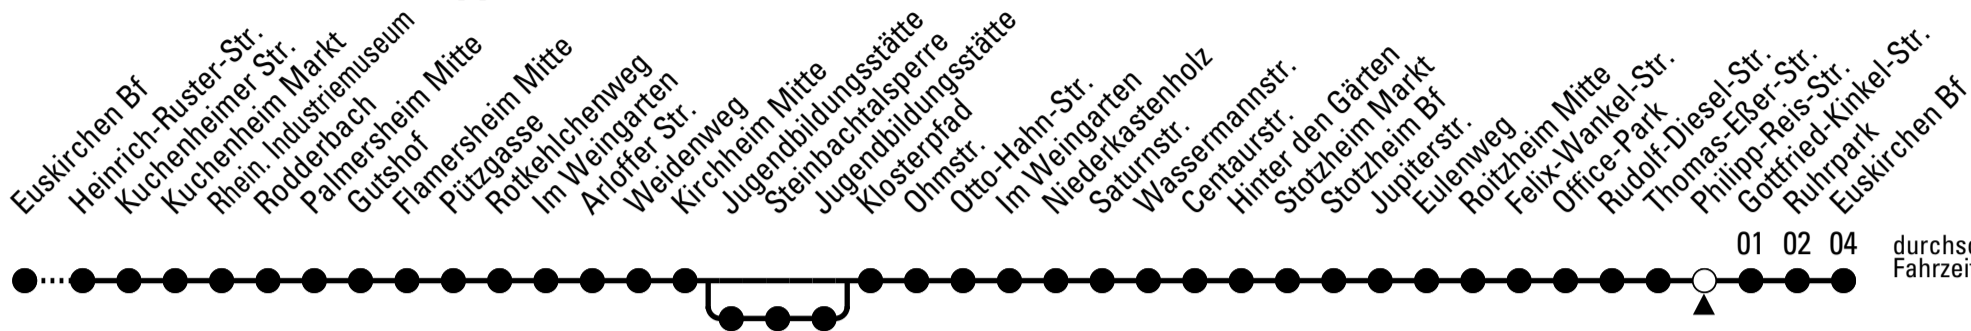 Euskirchen Bf
Heinrich-Ruster-Str.
Kuchenheimer Str.
Kuchenheim Markt
Rhein. Industriemuseum
Rodderbach
Palmersheim Mitte
Gutshof
Flamersheim Mitte
Pützgasse
Rotkehlchenweg
Im Weingarten
Arloffer Str.
Weidenweg
Kirchheim Mitte
Jugendbildungsstätte
Steinbachtalsperre
Jugendbildungsstätte
Klosterpfad
Ohmstr.
Otto-Hahn-Str.
Im Weingarten
Niederkastenholz
Saturnstr.
Wassermannstr.
Centaurstr.
Hinter den Gärten
Stotzheim Markt
Stotzheim Bf
Jupiterstr.
Eulenweg
Roitzheim Mitte
Felix-Wankel-Str.
Office-Park
Rudolf-Diesel-Str.
Thomas-Eßer-Str.
Philipp-Reis-Str.
Gottfried-Kinkel-Str.
Ruhrpark
Euskirchen Bf
01 02 04